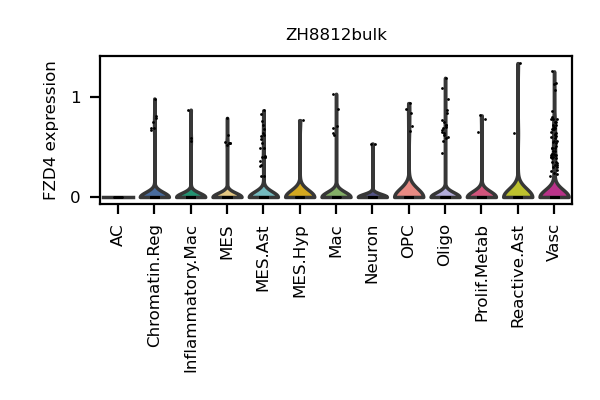 ZH8812bulk
FZD4 expression
1
0
AC
Chromatin.Reg
Inflammatory.Mac
MES
MES.Ast
MES.Hyp
Mac
Neuron
OPC
Oligo
Prolif.Metab
Reactive.Ast
Vasc